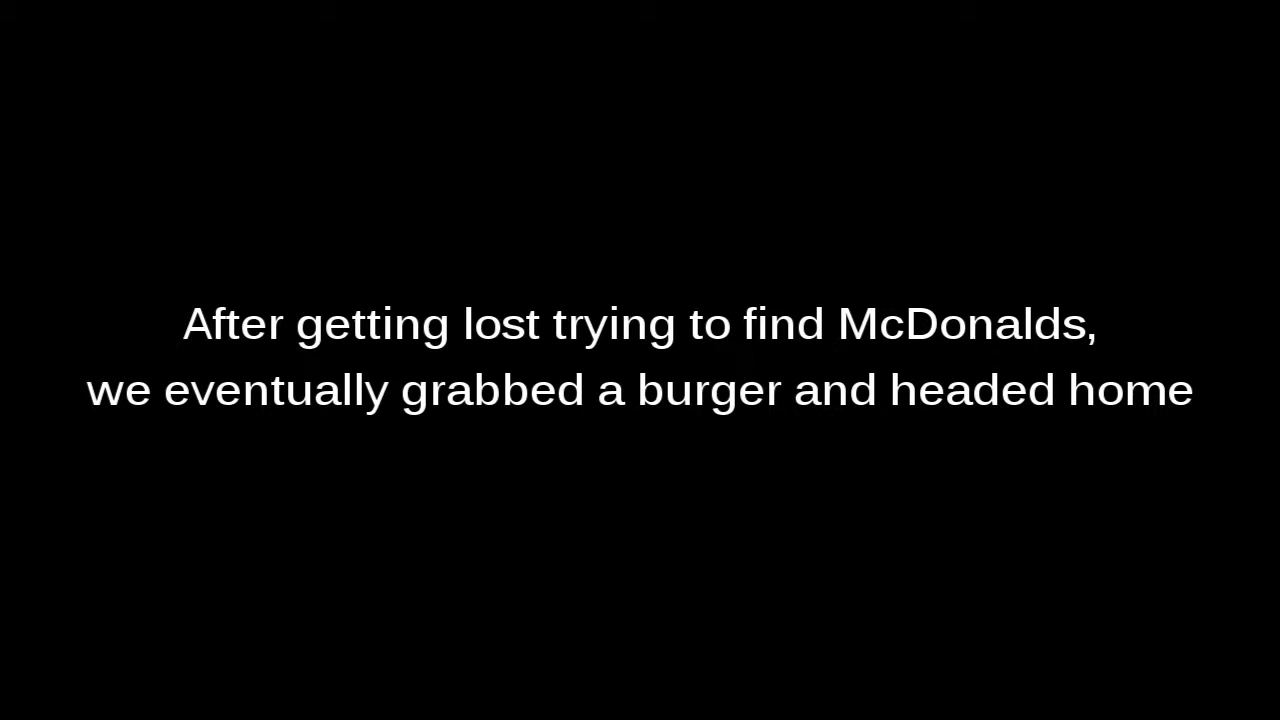 After getting lost trying to find McDonalds,
we eventually grabbed a burger and headed home